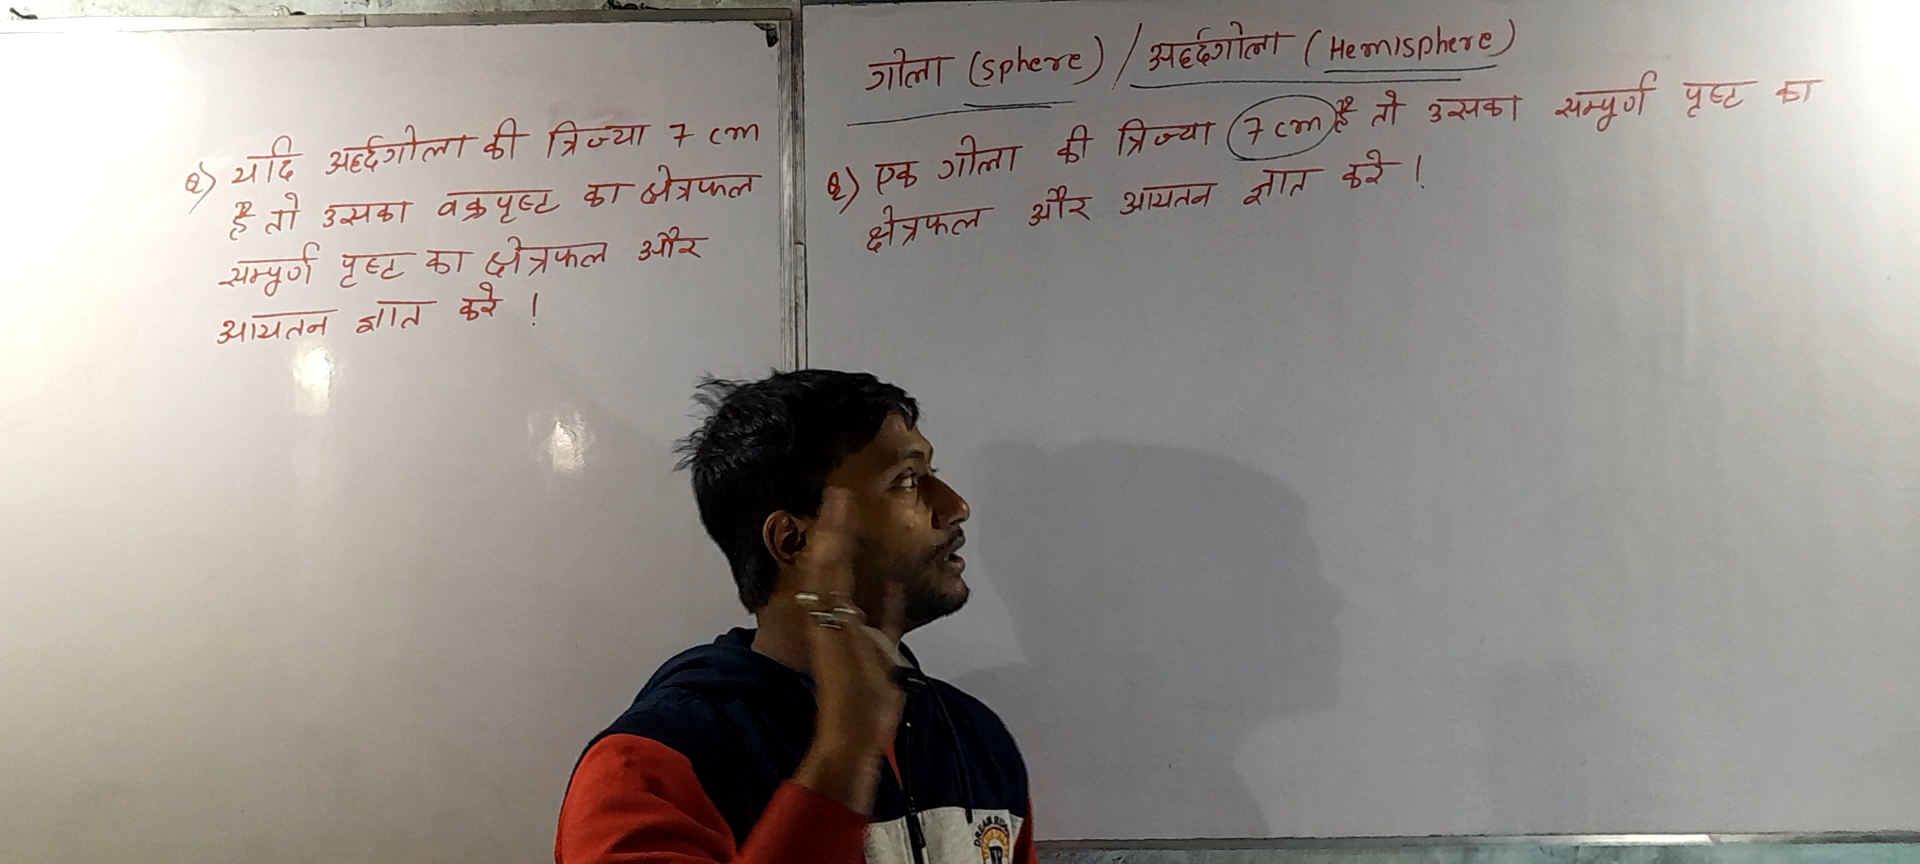 गोला (sphere) / अर्द्धगोला (Hemisphere)
Q) एक गोला की त्रिज्या 7 cm है तो उसका सम्पुर्ण पृष्ट का
क्षेत्रफल और आयतन ज्ञात करे !
Q) यदि अर्द्धगोला की त्रिज्या 7 cm
है तो उसका वक्रपृष्ट का क्षेत्रफल
सम्पुर्ण पृष्ट का क्षेत्रफल और
आयतन ज्ञात करे !